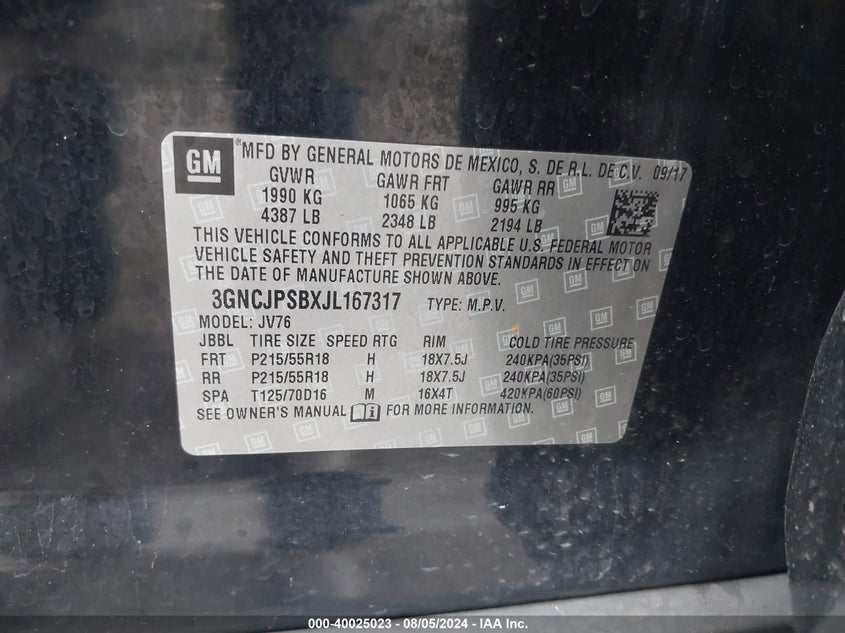 GM
*MFD BY GENERAL MOTORS DE MEXICO, S. DE R.L. DE C.V. 09/17
GVWR GAWR FRT GAWR RR
1990 KG 1065 KG 995 KG
4387 LB 2348 LB 2194 LB
THIS VEHICLE CONFORMS TO ALL APPLICABLE U.S. FEDERAL MOTOR
VEHICLE SAFETY AND THEFT PREVENTION STANDARDS IN EFFECT ON
THE DATE OF MANUFACTURE SHOWN ABOVE.
3GNCJPSBXJL167317 TYPE: M.P.V.
MODEL: JV76
JBBL TIRE SIZE SPEED RTG RIM COLD TIRE PRESSURE
FRT P215/55R18 H 18X7.5J 240KPA(35PSI)
RR P215/55R18 H 18X7.5J 240KPA(35PSI)
SPA T125/70D16 M 16X4T 420KPA(60PSI)
SEE OWNER'S MANUAL FOR MORE INFORMATION.
000-40025023 - 08/05/2024 - IAA Inc.